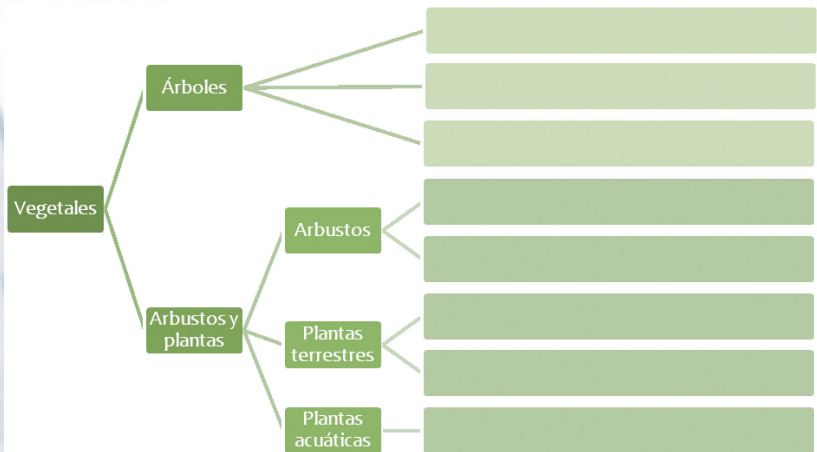 Vegetales
Árboles
Arbustos y
plantas
Arbustos
Plantas
terrestres
Plantas
acuáticas